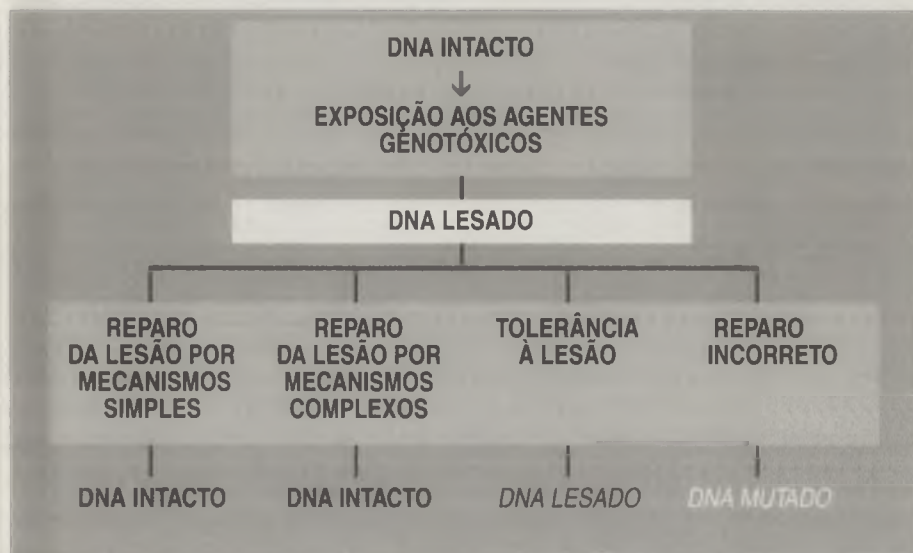 DNA INTACTO
↓
EXPOSIÇÃO AOS AGENTES
GENOTÓXICOS
DNA LESADO
REPARO
DA LESÃO POR
MECANISMOS
SIMPLES
REPARO
DA LESÃO POR
MECANISMOS
COMPLEXOS
TOLERÂNCIA
À LESÃO
REPARO
INCORRETO
DNA INTACTO
DNA INTACTO
DNA LESADO
DNA MUTADO